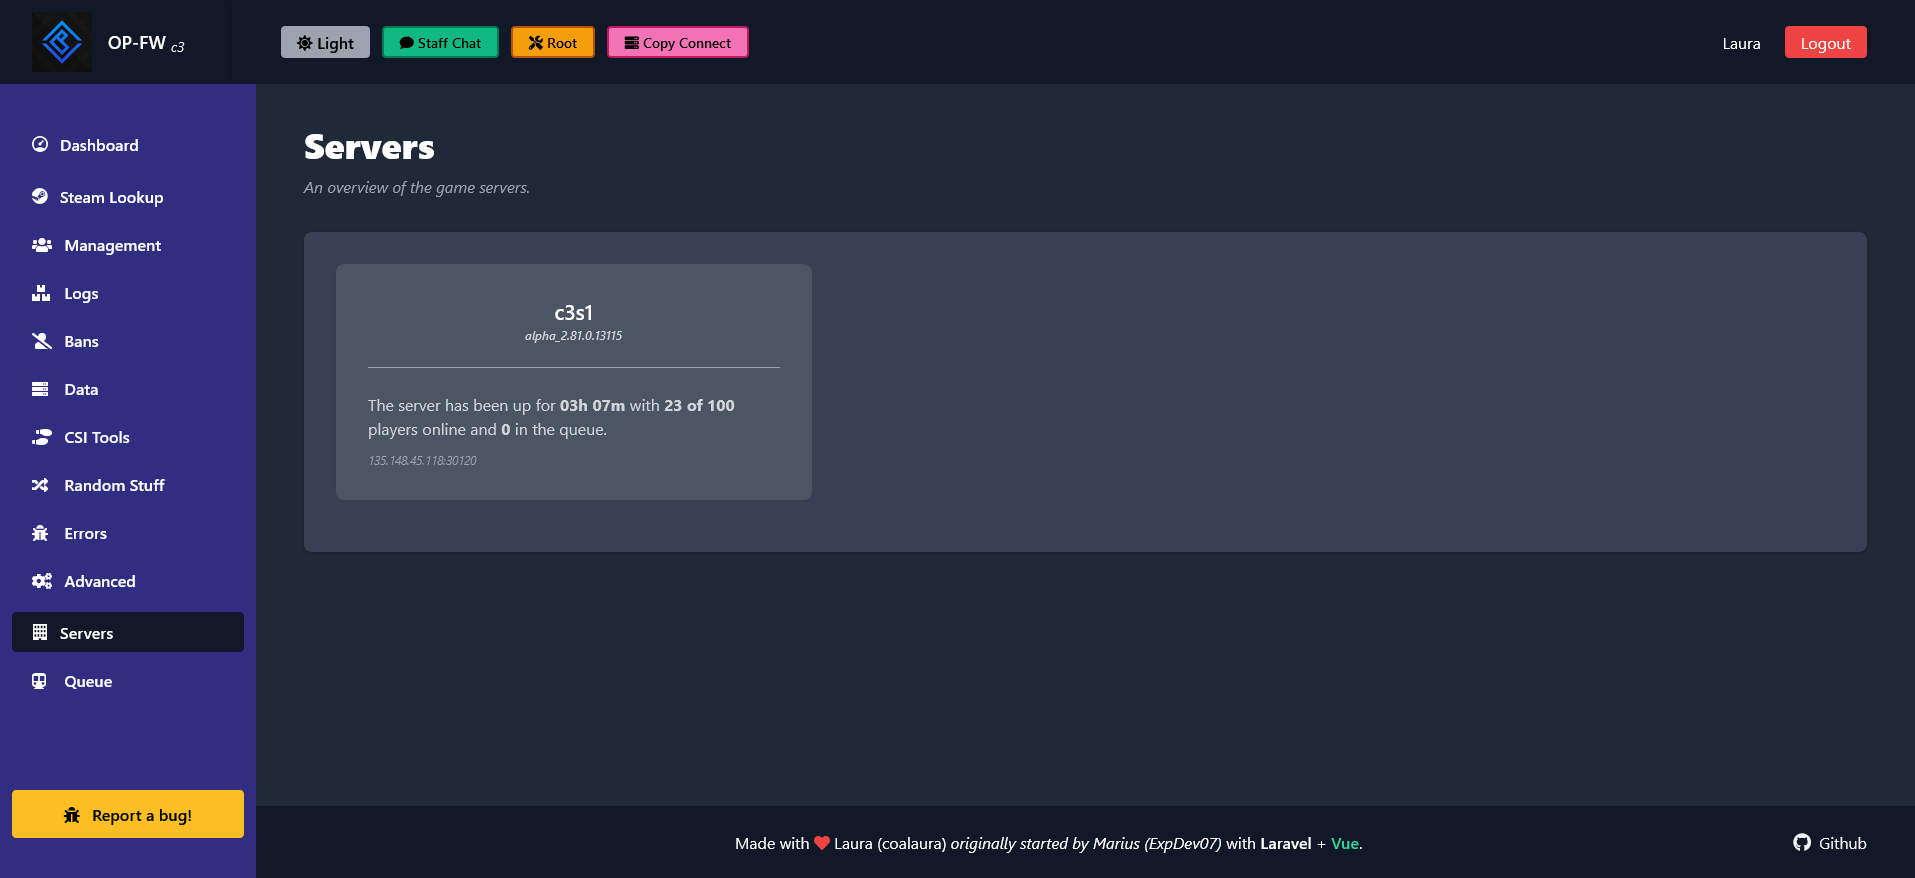 OP-FW c3
Light
Staff Chat
Root
Copy Connect
Laura
Logout
Dashboard
Steam Lookup
Management
Logs
Bans
Data
CSI Tools
Random Stuff
Errors
Advanced
Servers
Queue
Report a bug!
Servers
An overview of the game servers.
c3s1
alpha_2.81.0.13115
The server has been up for 03h 07m with 23 of 100
players online and 0 in the queue.
135.148.45.118:30120
Made with ❤ Laura (coalaura) originally started by Marius (ExpDev07) with Laravel + Vue.
Github